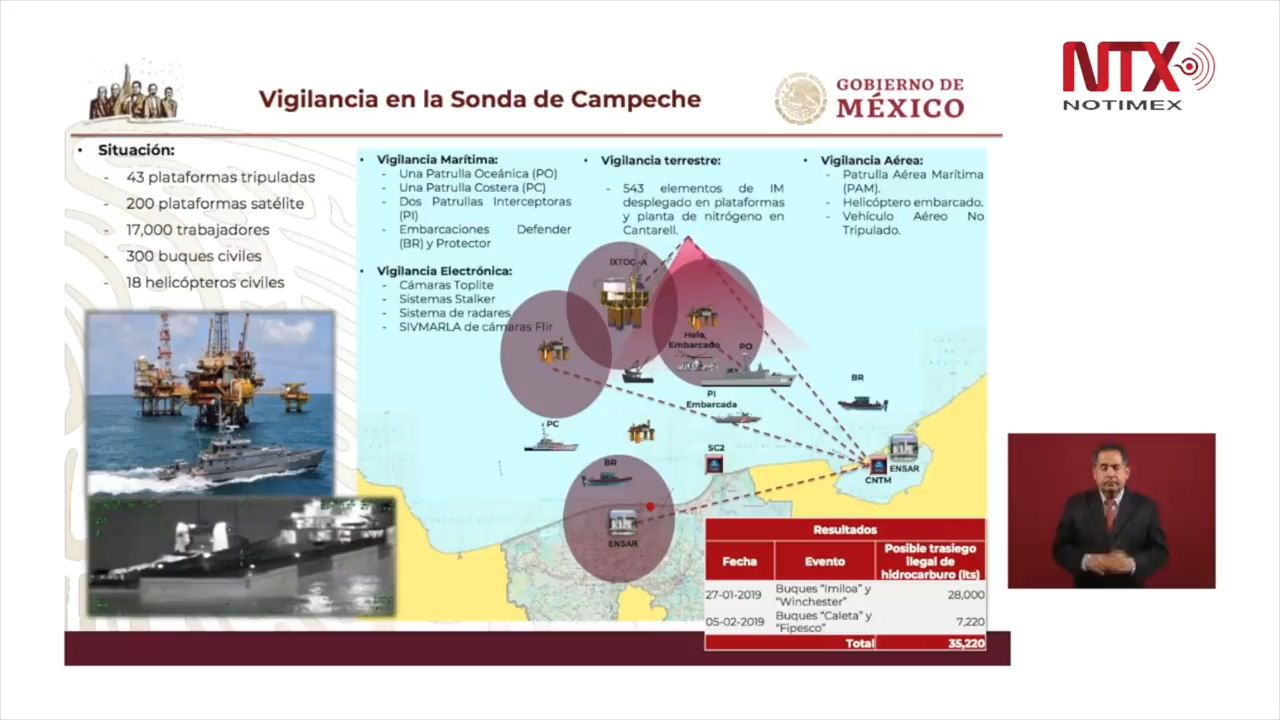 NTX
NOTIMEX
Vigilancia en la Sonda de Campeche
GOBIERNO DE
MÉXICO
• Situación:
- 43 plataformas tripuladas
- 200 plataformas satélite
- 17,000 trabajadores
- 300 buques civiles
- 18 helicópteros civiles
• Vigilancia Marítima:
- Una Patrulla Oceánica (PO)
- Una Patrulla Costera (PC)
- Dos Patrullas Interceptoras
(PI)
- Embarcaciones Defender
(BR) y Protector
• Vigilancia Electrónica:
- Cámaras Toplite
- Sistemas Stalker
- Sistema de radares
- SIVMARLA de cámaras Flir
• Vigilancia terrestre:
- 543 elementos de IM
desplegado en plataformas
y planta de nitrógeno en
Cantarell.
• Vigilancia Aérea:
- Patrulla Aérea Marítima
(PAM).
- Helicóptero embarcado.
- Vehículo Aéreo No
Tripulado.
IXTOC-A
Helo.
Embarcado
PO
PI
Embarcada
BR
PC
SC2
ENSAR
CNTM
BR
ENSAR
Resultados
Fecha
Evento
Posible trasiego
ilegal de
hidrocarburo (lts)
27-01-2019
Buques "Imiloa" y
"Winchester"
28,000
05-02-2019
Buques "Caleta" y
"Fipesco"
7,220
Total
35,220